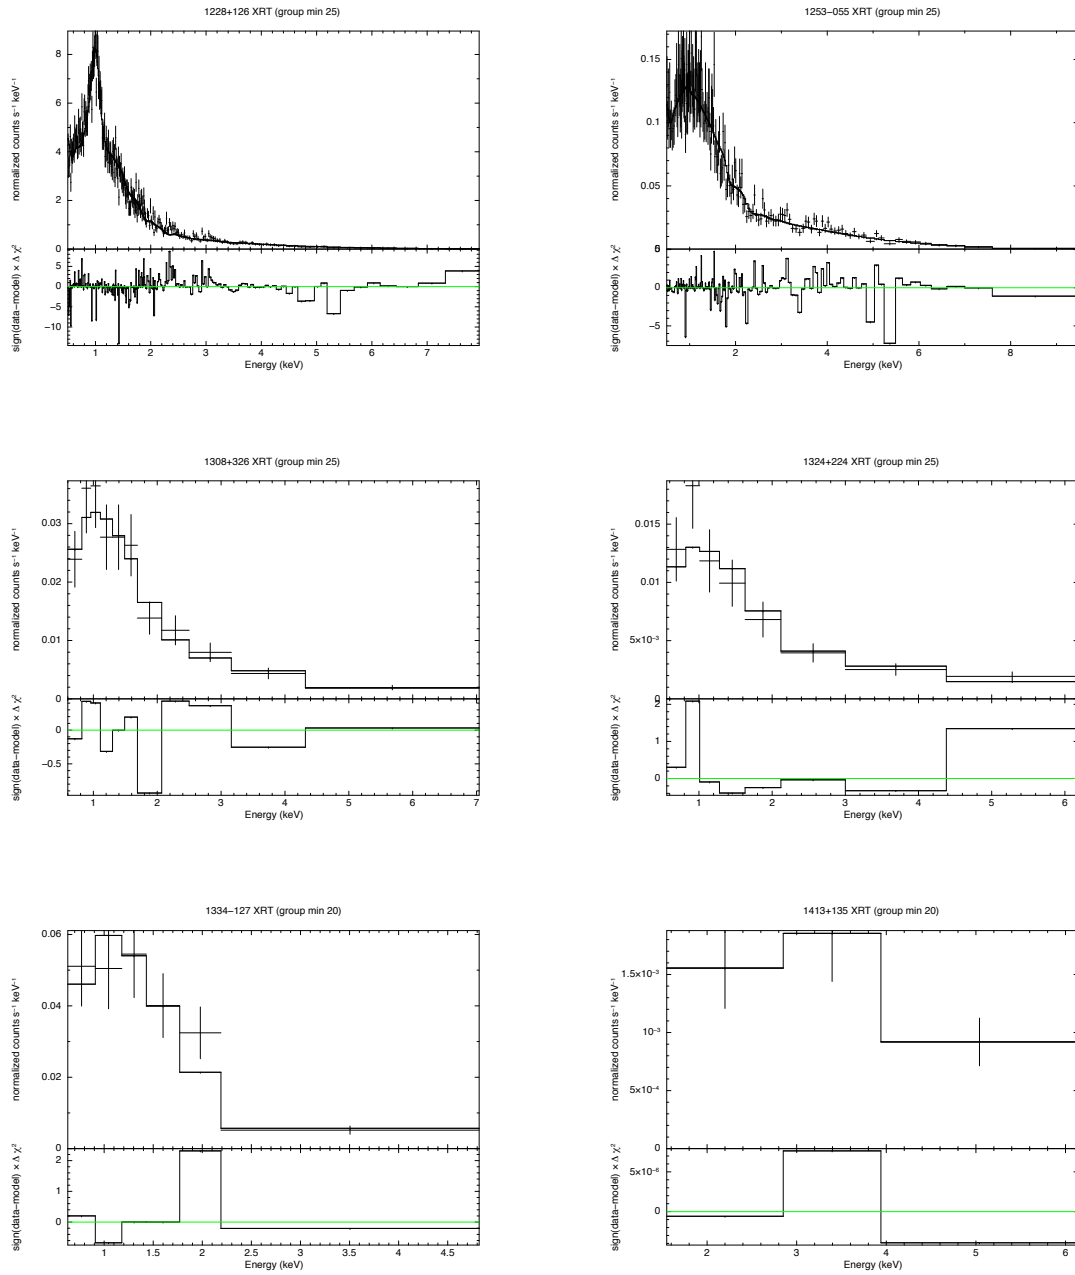 1228+126 XRT (group min 25)
normalized counts s⁻¹ keV⁻¹
8
6
4
2
0
sign(data−model) × Δ χ²
5
0
−5
−10
1 2 3 4 5 6 7
Energy (keV)
1253−055 XRT (group min 25)
normalized counts s⁻¹ keV⁻¹
0.15
0.1
0.05
0
sign(data−model) × Δ χ²
5
0
−5
2 4 6 8
Energy (keV)
1308+326 XRT (group min 25)
normalized counts s⁻¹ keV⁻¹
0.03
0.02
0.01
0
sign(data−model) × Δ χ²
0
−0.5
1 2 3 4 5 6 7
Energy (keV)
1324+224 XRT (group min 25)
normalized counts s⁻¹ keV⁻¹
0.015
0.01
5×10⁻³
0
sign(data−model) × Δ χ²
2
1
0
1 2 3 4 5 6
Energy (keV)
1334−127 XRT (group min 20)
normalized counts s⁻¹ keV⁻¹
0.06
0.04
0.02
0
sign(data−model) × Δ χ²
2
1
0
1 1.5 2 2.5 3 3.5 4 4.5
Energy (keV)
1413+135 XRT (group min 20)
normalized counts s⁻¹ keV⁻¹
1.5×10⁻³
10⁻³
5×10⁻⁴
0
sign(data−model) × Δ χ²
5×10⁻⁶
0
2 3 4 5 6
Energy (keV)